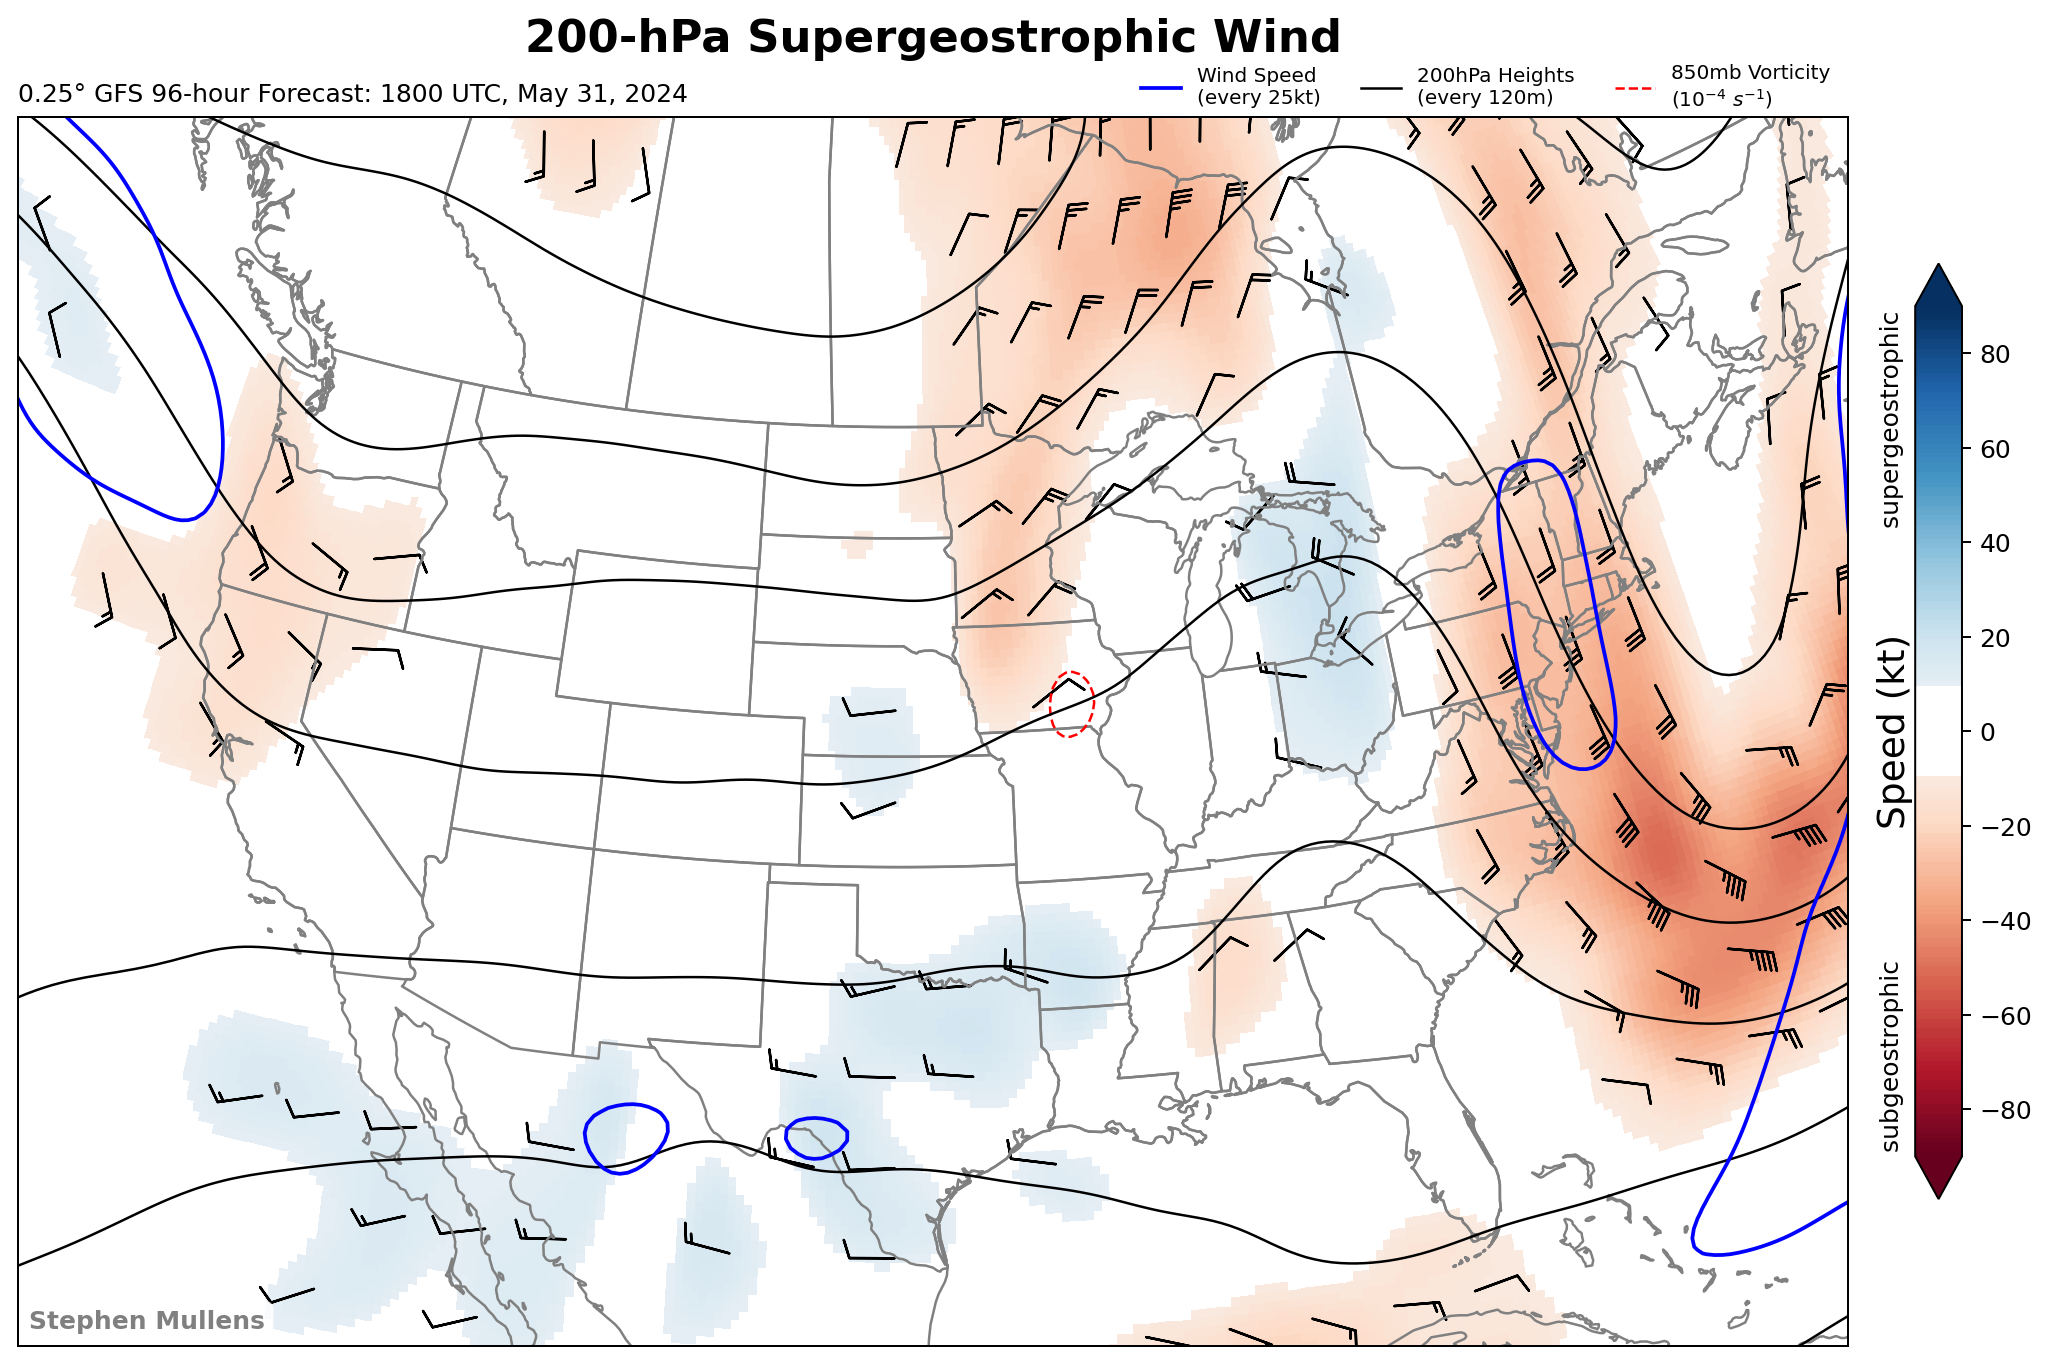 200-hPa Supergeostrophic Wind
0.25° GFS 96-hour Forecast: 1800 UTC, May 31, 2024
Wind Speed
(every 25kt)
200hPa Heights
(every 120m)
850mb Vorticity
(10⁻⁴ s⁻¹)
supergeostrophic
Speed (kt)
subgeostrophic
80
60
40
20
0
−20
−40
−60
−80
Stephen Mullens